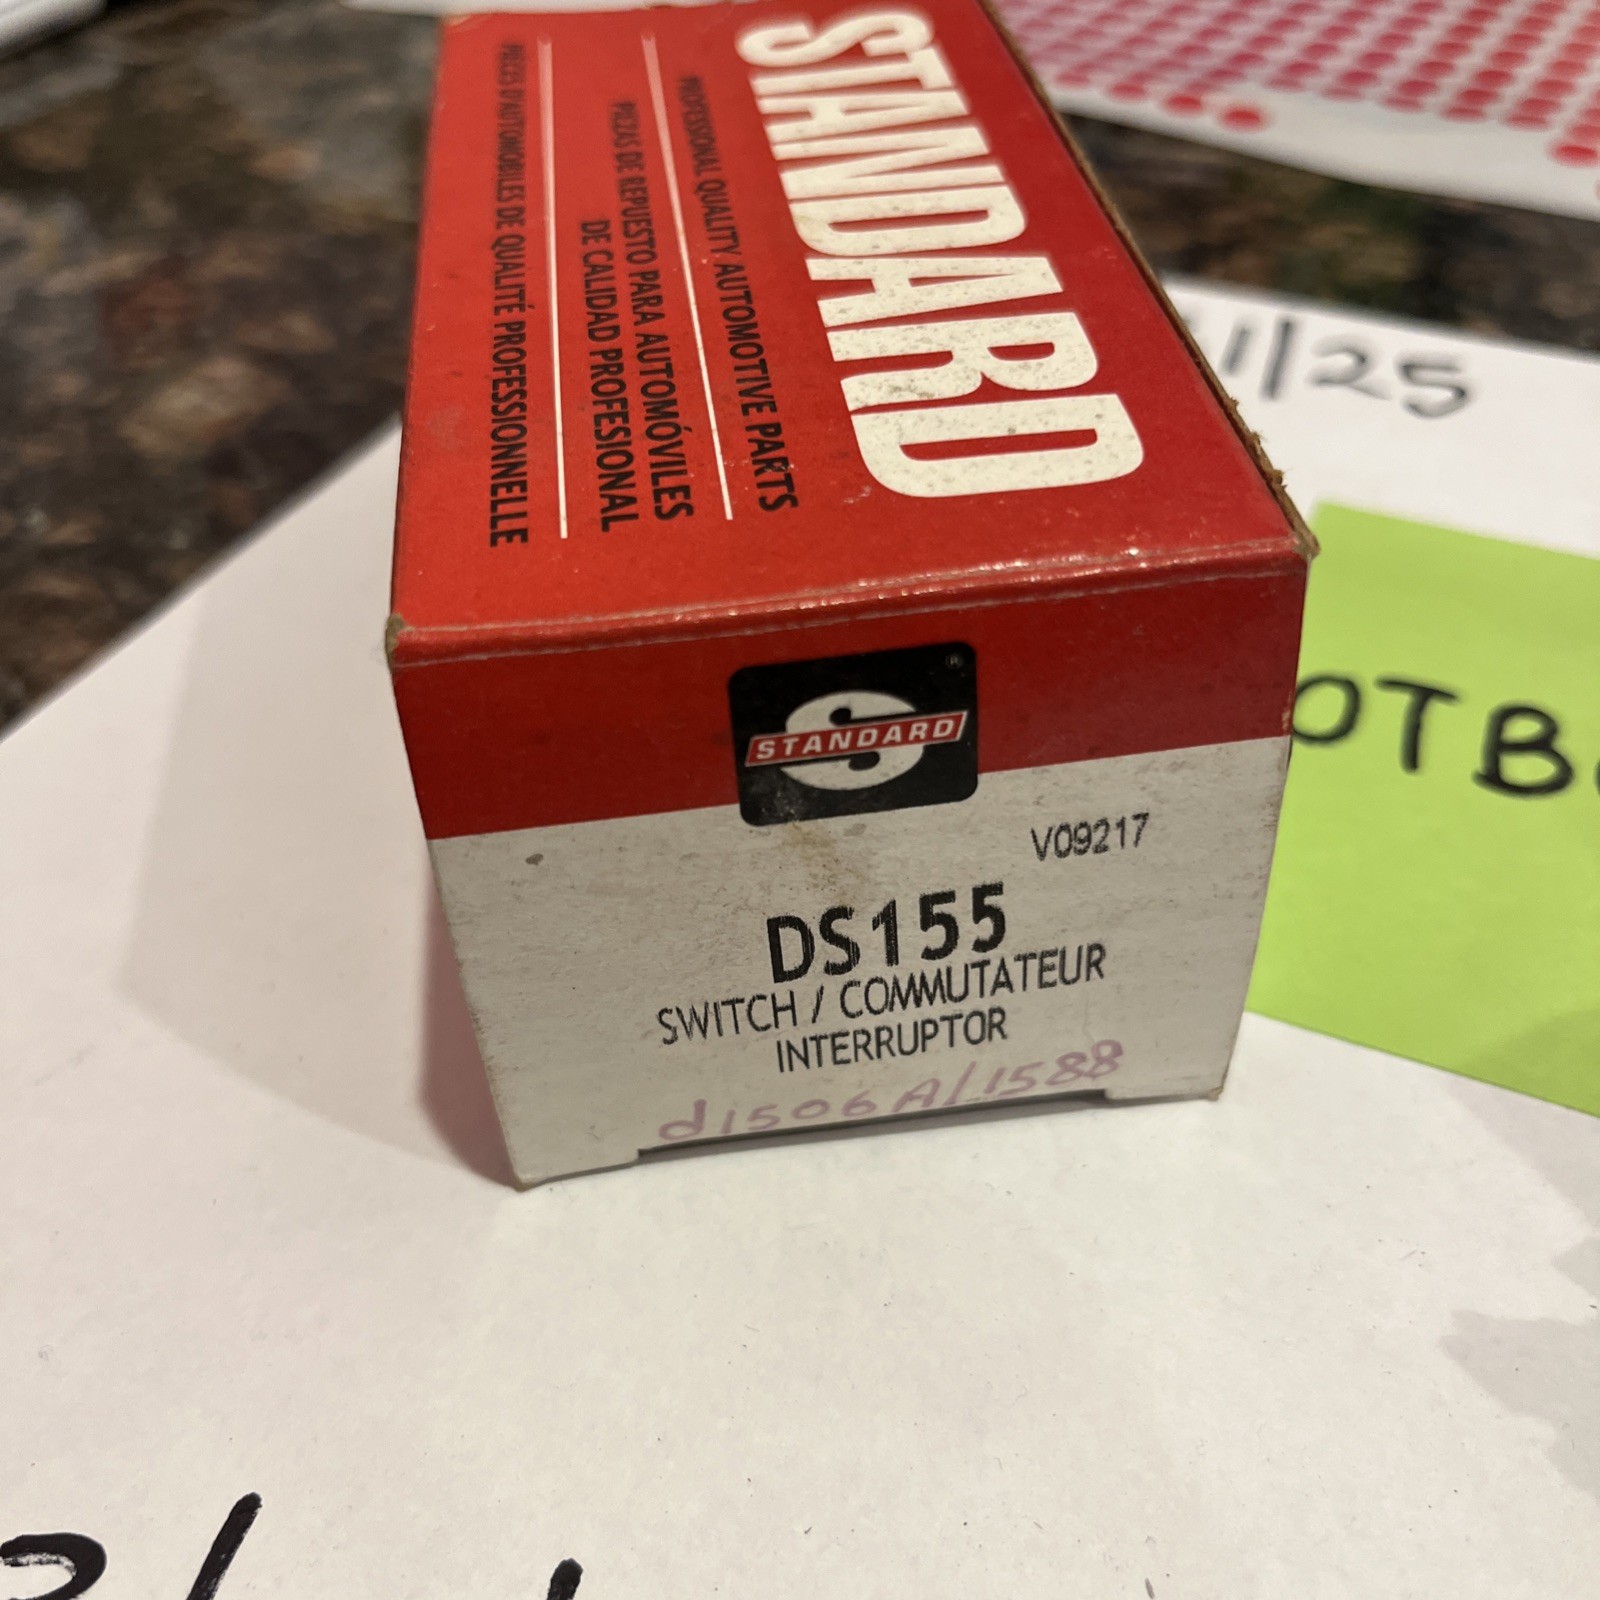 STANDARD
PROFESSIONAL QUALITY AUTOMOTIVE PARTS
PIEZAS DE REPUESTO PARA AUTOMÓVILES
DE CALIDAD PROFESIONAL
PIÈCES D'AUTOMOBILES DE QUALITÉ PROFESSIONNELLE
STANDARD
®
V09217
DS155
SWITCH / COMMUTATEUR
INTERRUPTOR
d1506A/1588
1/25
OTB